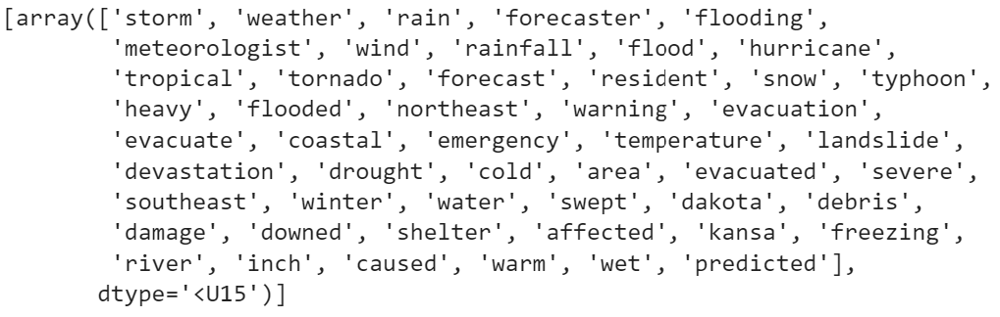 [array(['storm', 'weather', 'rain', 'forecaster', 'flooding',
'meteorologist', 'wind', 'rainfall', 'flood', 'hurricane',
'tropical', 'tornado', 'forecast', 'resident', 'snow', 'typhoon',
'heavy', 'flooded', 'northeast', 'warning', 'evacuation',
'evacuate', 'coastal', 'emergency', 'temperature', 'landslide',
'devastation', 'drought', 'cold', 'area', 'evacuated', 'severe',
'southeast', 'winter', 'water', 'swept', 'dakota', 'debris',
'damage', 'downed', 'shelter', 'affected', 'kansa', 'freezing',
'river', 'inch', 'caused', 'warm', 'wet', 'predicted'],
dtype='<U15')]